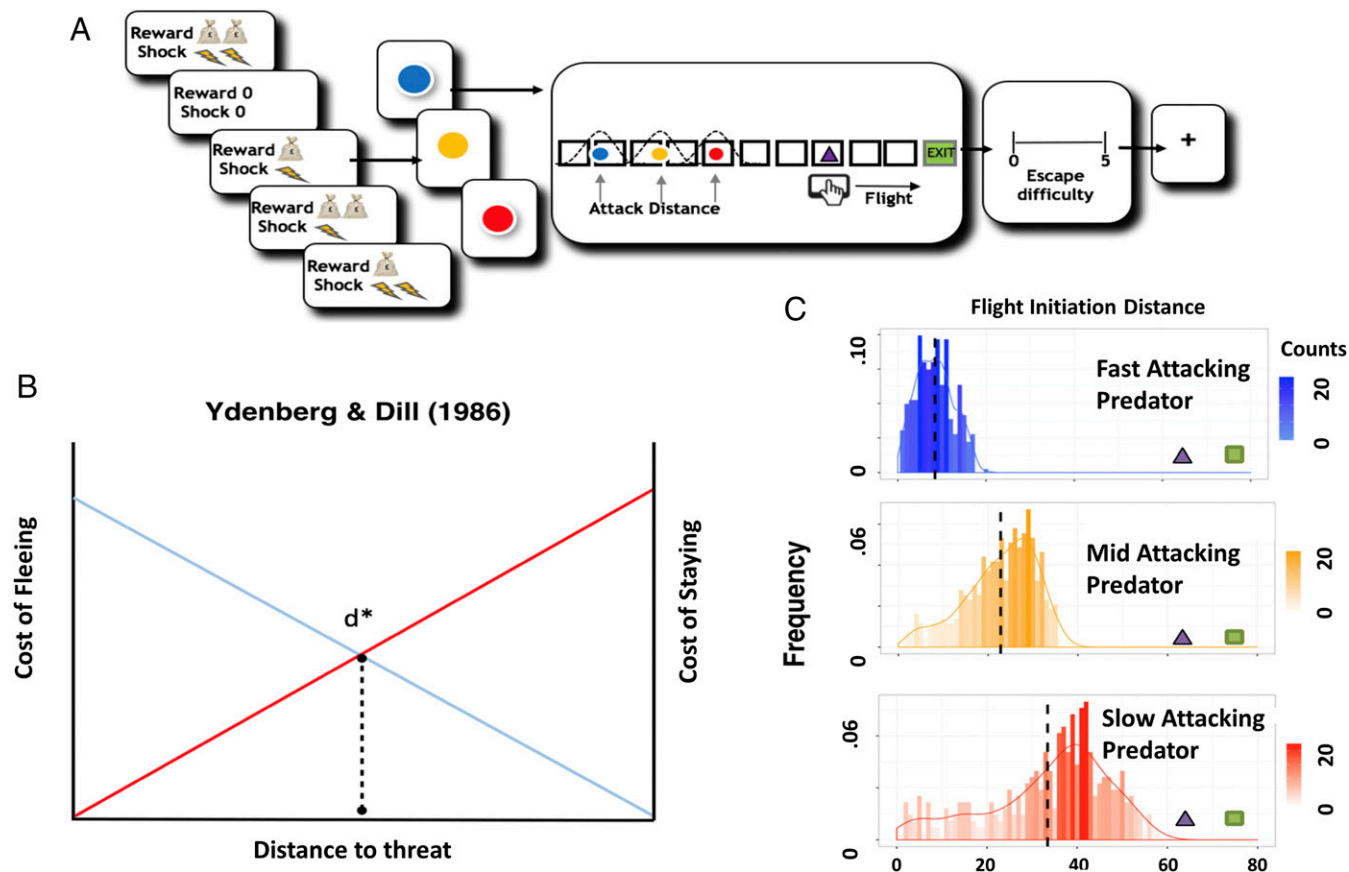 A
Reward
Shock
Reward 0
Shock 0
Reward
Shock
Reward
Shock
Reward
Shock
EXIT
Attack Distance
Flight
0
5
Escape
difficulty
+
B
Ydenberg & Dill (1986)
Cost of Fleeing
d*
Cost of Staying
Distance to threat
C
Flight Initiation Distance
Frequency
.10
0
Fast Attacking
Predator
Counts
20
0
.06
0
Mid Attacking
Predator
20
0
.06
0
Slow Attacking
Predator
20
0
0 20 40 60 80